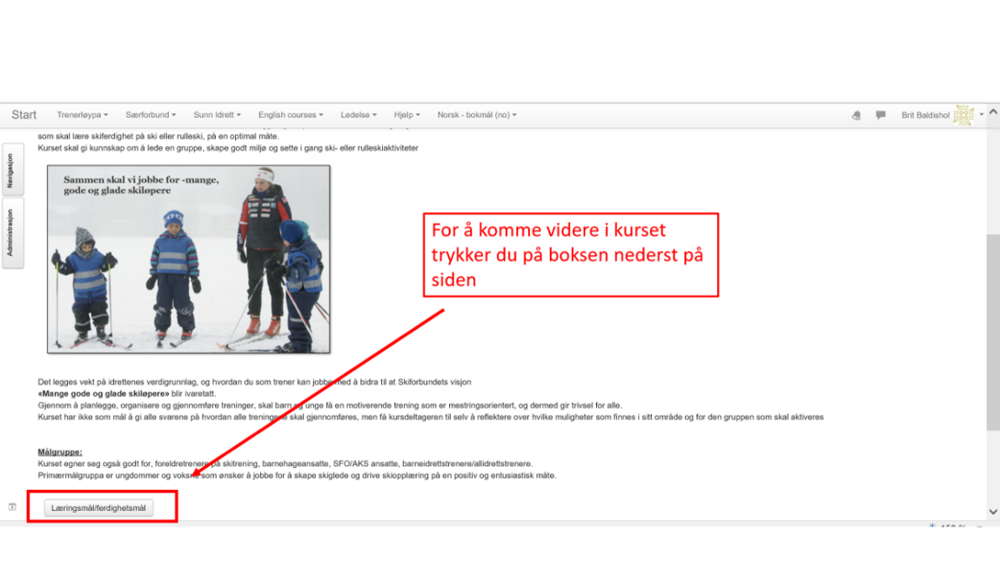 Start Trenerløypa Særforbund Sunn Idrett English courses Ledelse Hjelp Norsk - bokmål (no) Brit Baldishol
som skal lære skiferdighet på ski eller rulleski, på en optimal måte.
Kurset skal gi kunnskap om å lede en gruppe, skape godt miljø og sette i gang ski- eller rulleskiaktiviteter
Navigasjon
Administrasjon
Sammen skal vi jobbe for -mange,
gode og glade skiløpere
For å komme videre i kurset
trykker du på boksen nederst på
siden
Det legges vekt på idrettenes verdigrunnlag, og hvordan du som trener kan jobbe med å bidra til at Skiforbundets visjon
«Mange gode og glade skiløpere» blir ivaretatt.
Gjennom å planlegge, organisere og gjennomføre treninger, skal barn og unge få en motiverende trening som er mestringsorientert, og dermed gir trivsel for alle.
Kurset har ikke som mål å gi alle svarene på hvordan alle treningene skal gjennomføres, men få kursdeltageren til selv å reflektere over hvilke muligheter som finnes i sitt område og for den gruppen som skal aktiveres
Målgruppe:
Kurset egner seg også godt for, foreldretrenere på skitrening, barnehageansatte, SFO/AKS ansatte, barneidrettstrenere/allidrettstrenere.
Primærmålgruppa er ungdommer og voksne som ønsker å jobbe for å skape skiglede og drive skiopplæring på en positiv og entusiastisk måte.
Læringsmål/ferdighetsmål